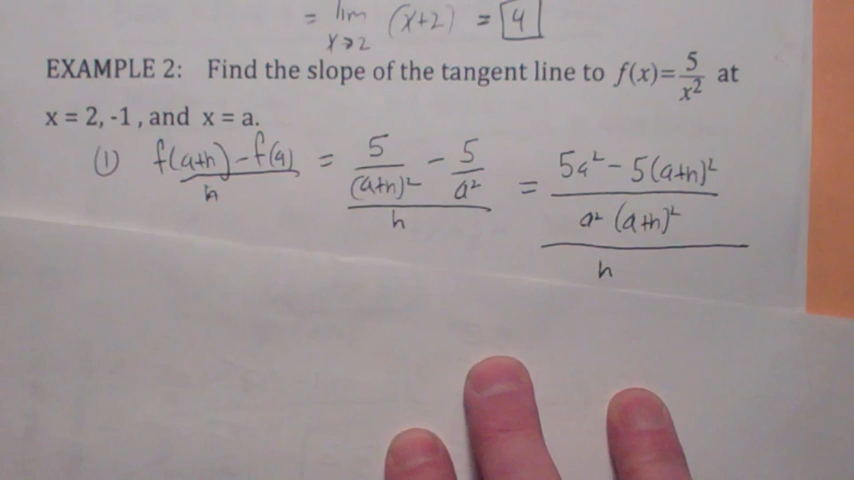 = lim x→2 (x+2) = 4
EXAMPLE 2: Find the slope of the tangent line to f(x)=5/x² at
x = 2, -1 , and x = a.
(1) (f(a+h) - f(a))/h = (5/(a+h)² - 5/a²)/h = ((5a² - 5(a+h)²)/(a² (a+h)²))/h